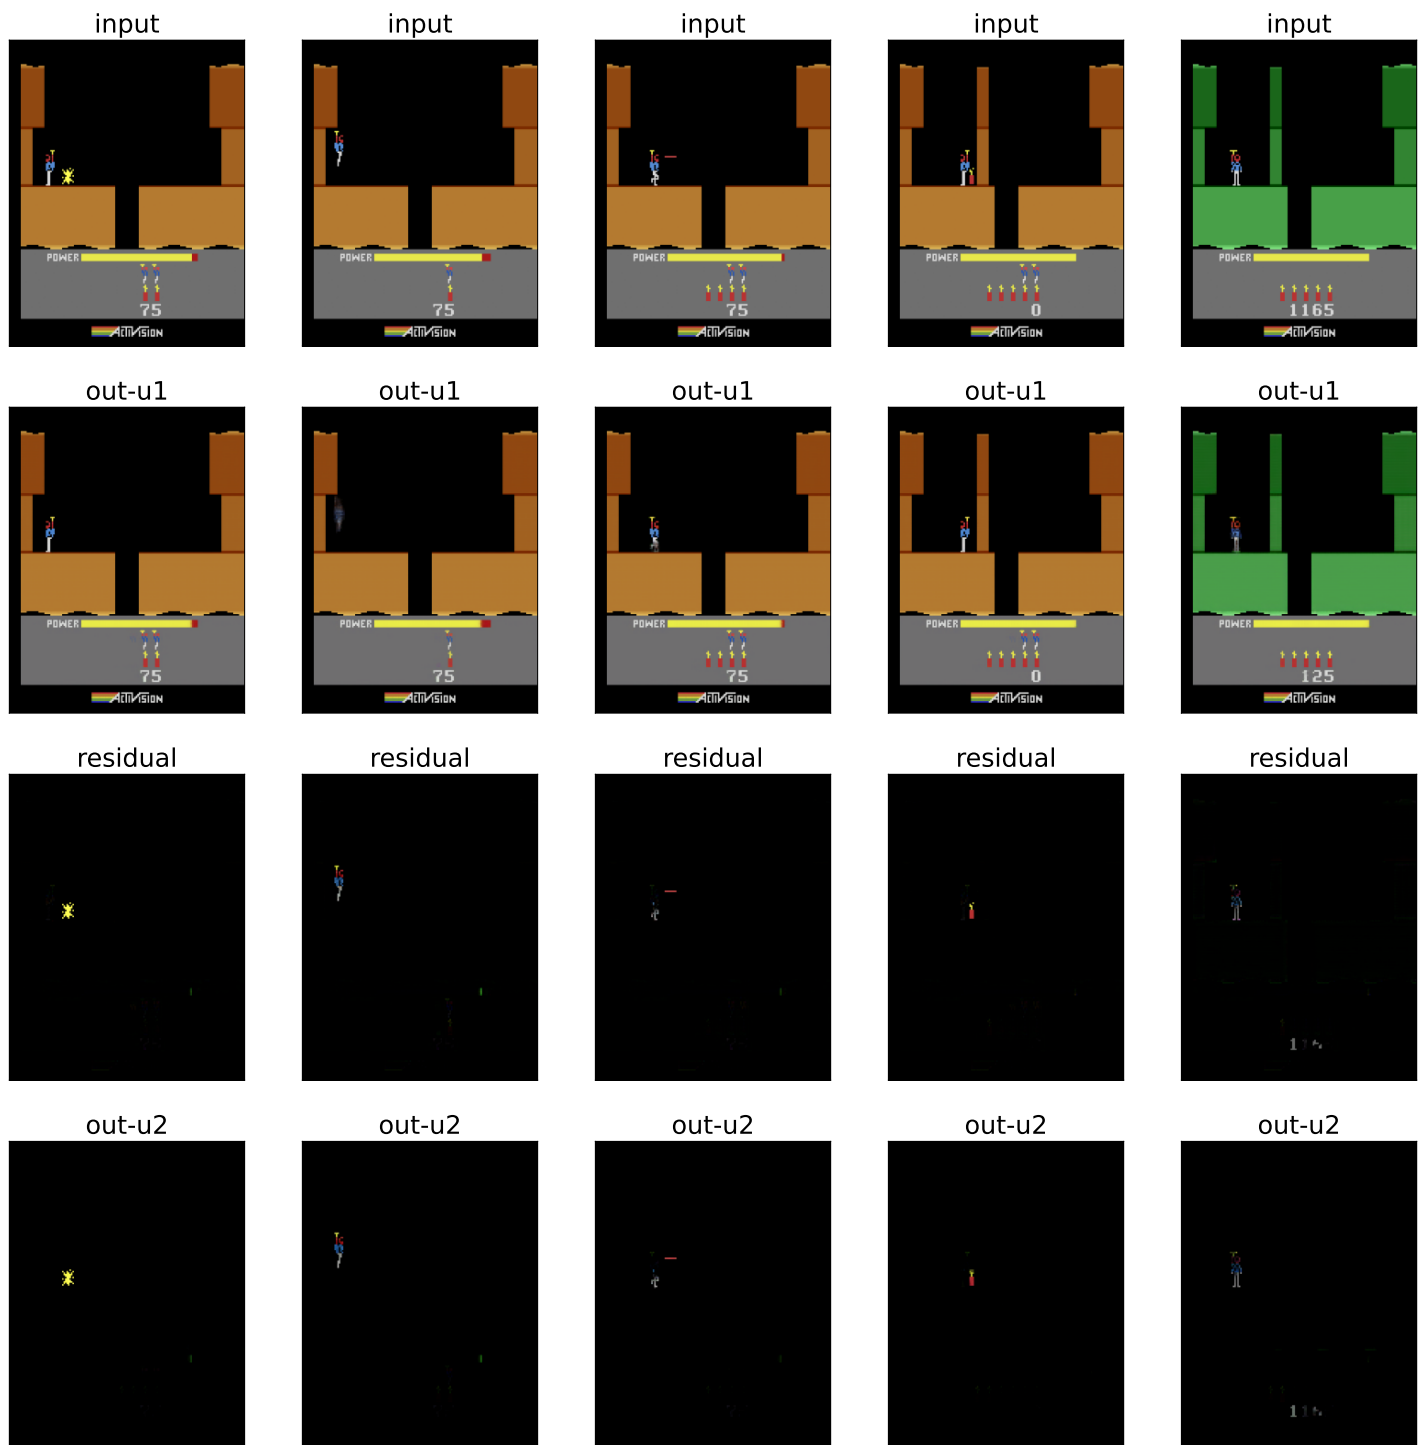 input input input input input
POWER POWER POWER POWER POWER
75 75 75 0 1165
ACTIVISION ACTIVISION ACTIVISION ACTIVISION ACTIVISION
out-u1 out-u1 out-u1 out-u1 out-u1
POWER POWER POWER POWER POWER
75 75 75 0 125
ACTIVISION ACTIVISION ACTIVISION ACTIVISION ACTIVISION
residual residual residual residual residual
out-u2 out-u2 out-u2 out-u2 out-u2